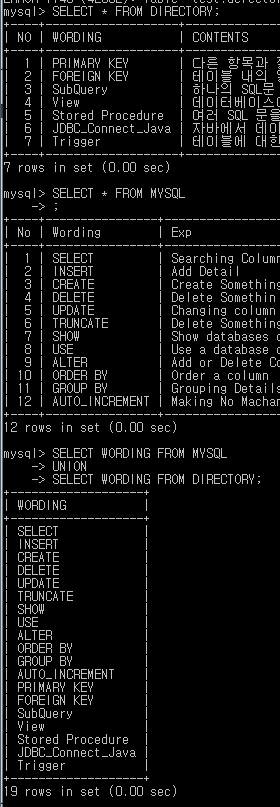 mysql> SELECT * FROM DIRECTORY;
| NO | WORDING | CONTENTS
| 1 | PRIMARY KEY | 다른 항목과
| 2 | FOREIGN KEY | 테이블 내의
| 3 | SubQuery | 하나의 SQL문
| 4 | View | 데이터베이스
| 5 | Stored Procedure | 여러 SQL 문을
| 6 | JDBC_Connect_Java | 자바에서 데이
| 7 | Trigger | 테이블에 대한
7 rows in set (0.00 sec)
mysql> SELECT * FROM MYSQL
-> ;
| No | Wording | Exp
| 1 | SELECT | Searching Column
| 2 | INSERT | Add Detail
| 3 | CREATE | Create Something
| 4 | DELETE | Delete Somethin
| 5 | UPDATE | Changing column
| 6 | TRUNCATE | Delete Something
| 7 | SHOW | Show databases
| 8 | USE | Use a database
| 9 | ALTER | Add or Delete Co
| 10 | ORDER BY | Order a column
| 11 | GROUP BY | Grouping Details
| 12 | AUTO_INCREMENT | Making No Machan
12 rows in set (0.00 sec)
mysql> SELECT WORDING FROM MYSQL
-> UNION
-> SELECT WORDING FROM DIRECTORY;
| WORDING |
| SELECT |
| INSERT |
| CREATE |
| DELETE |
| UPDATE |
| TRUNCATE |
| SHOW |
| USE |
| ALTER |
| ORDER BY |
| GROUP BY |
| AUTO_INCREMENT |
| PRIMARY KEY |
| FOREIGN KEY |
| SubQuery |
| View |
| Stored Procedure |
| JDBC_Connect_Java |
| Trigger |
19 rows in set (0.00 sec)